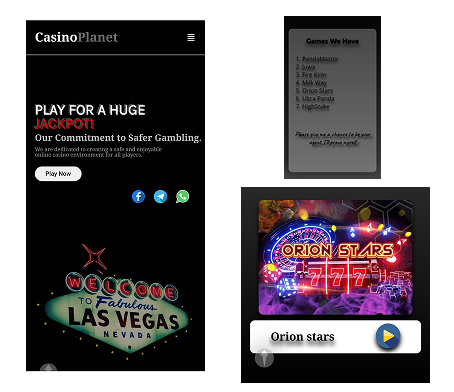 CasinoPlanet
PLAY FOR A HUGE
JACKPOT!
Our Commitment to Safer Gambling.
We are dedicated to creating a safe and enjoyable
online casino environment for all players.
Play Now
WELCOME
TO Fabulous
LAS VEGAS
NEVADA
Games We Have
1. PandaMaster
2. Juwa
3. Fire Kirin
4. Milk Way
5. Orion Stars
6. Ultra Panda
7. HighStake
Please give me a chance to be your
agent I'll prove myself
ORION STARS
777
Orion stars